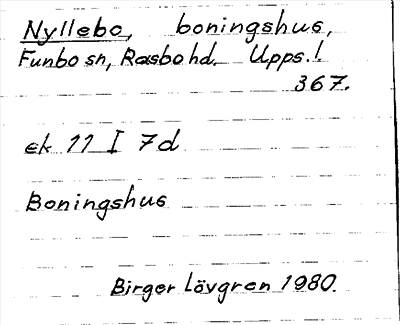 Nyllebo, boningshus,
Funbo sn, Rasbo hd. Upps.l.
367.
ek 11 I 7d
Boningshus
Birger Lövgren 1980.